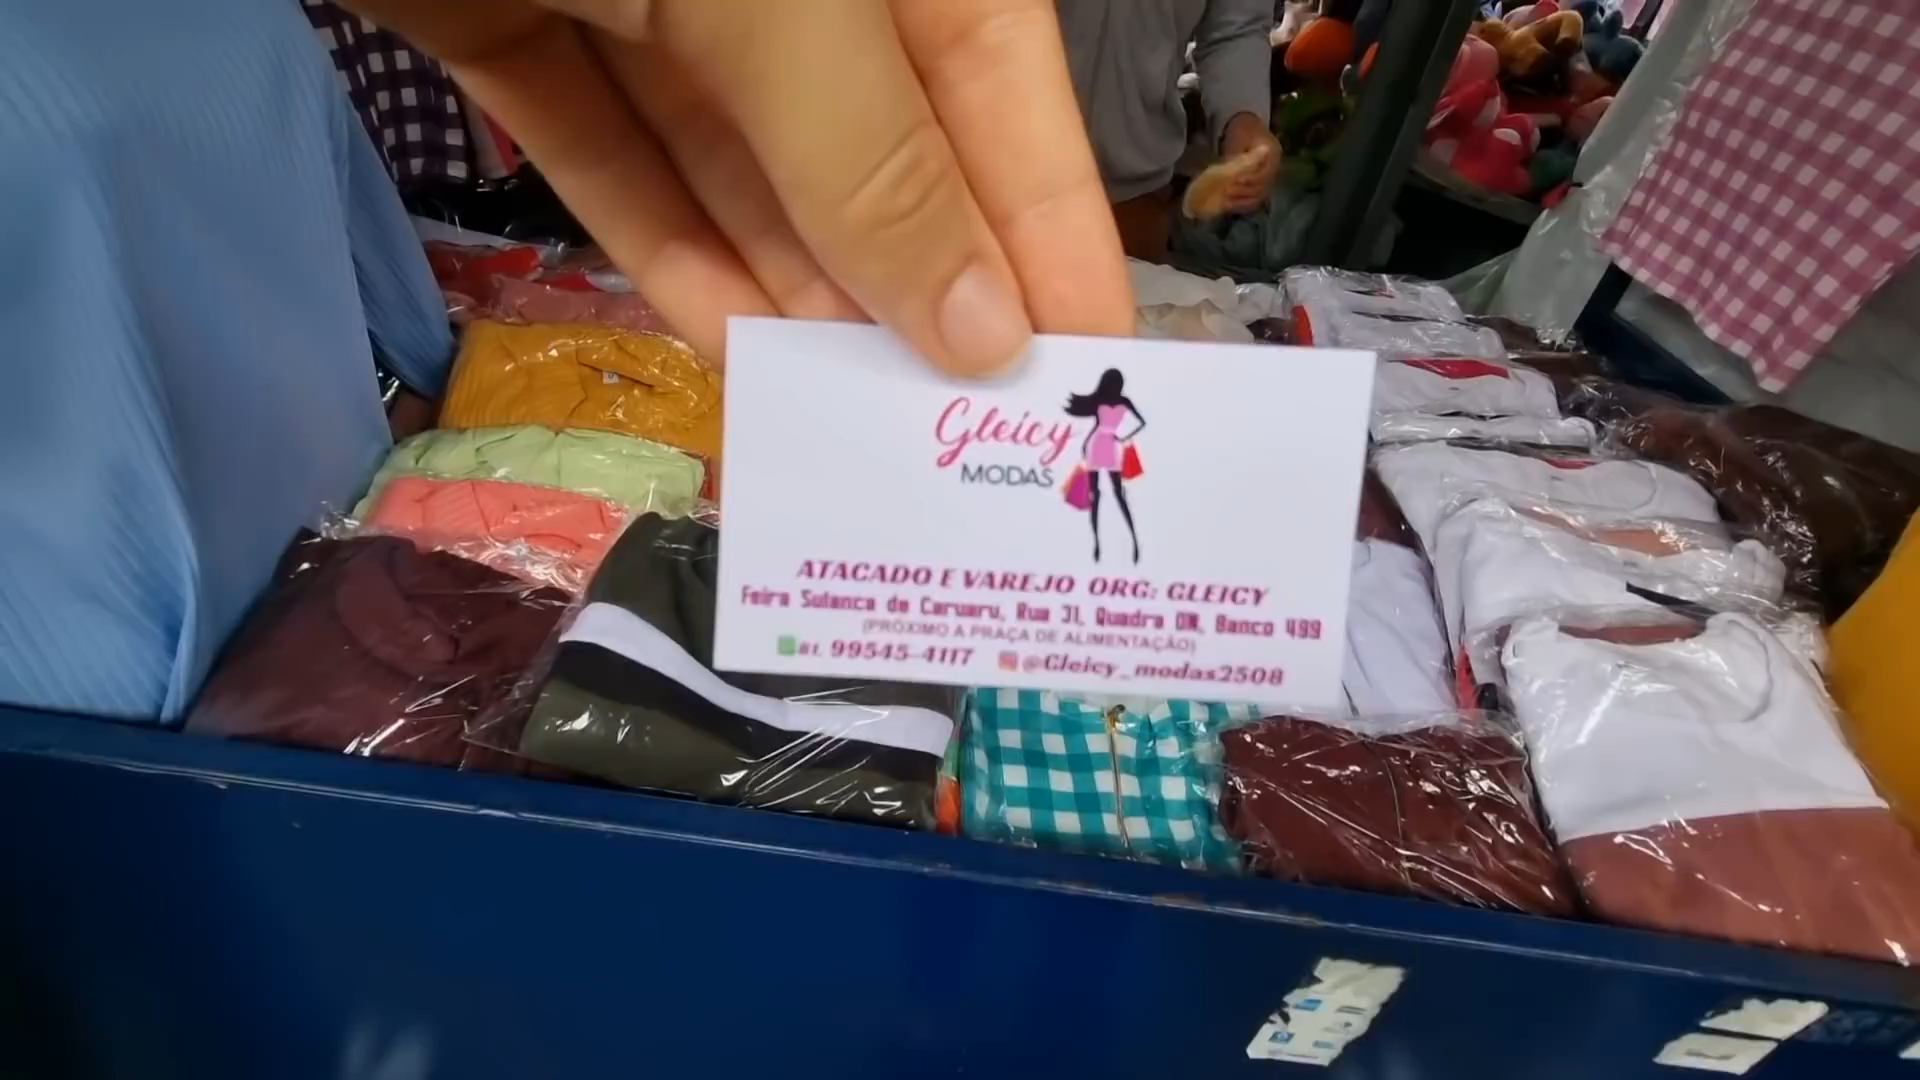 Gleicy
MODAS
ATACADO E VAREJO ORG: GLEICY
Feira Sulanca de Caruaru, Rua 31, Quadra 0N, Banco 499
(PRÓXIMO A PRAÇA DE ALIMENTAÇÃO)
81. 99545-4117 @Gleicy_modas2508